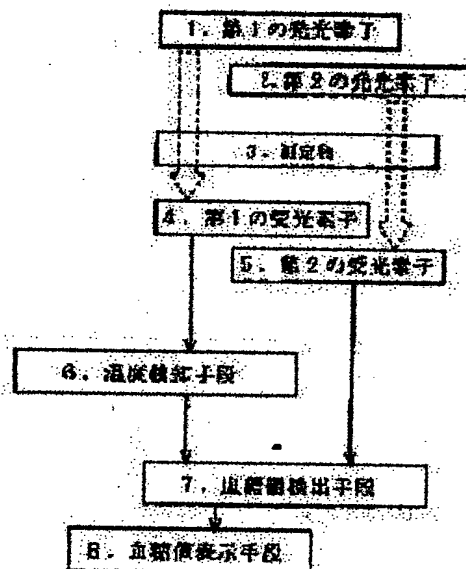 1. 第1の発光素子
2. 第2の発光素子
3. 測定物
4. 第1の受光素子
5. 第2の受光素子
6. 温度検知手段
7. 血糖値検出手段
8. 血糖値表示手段